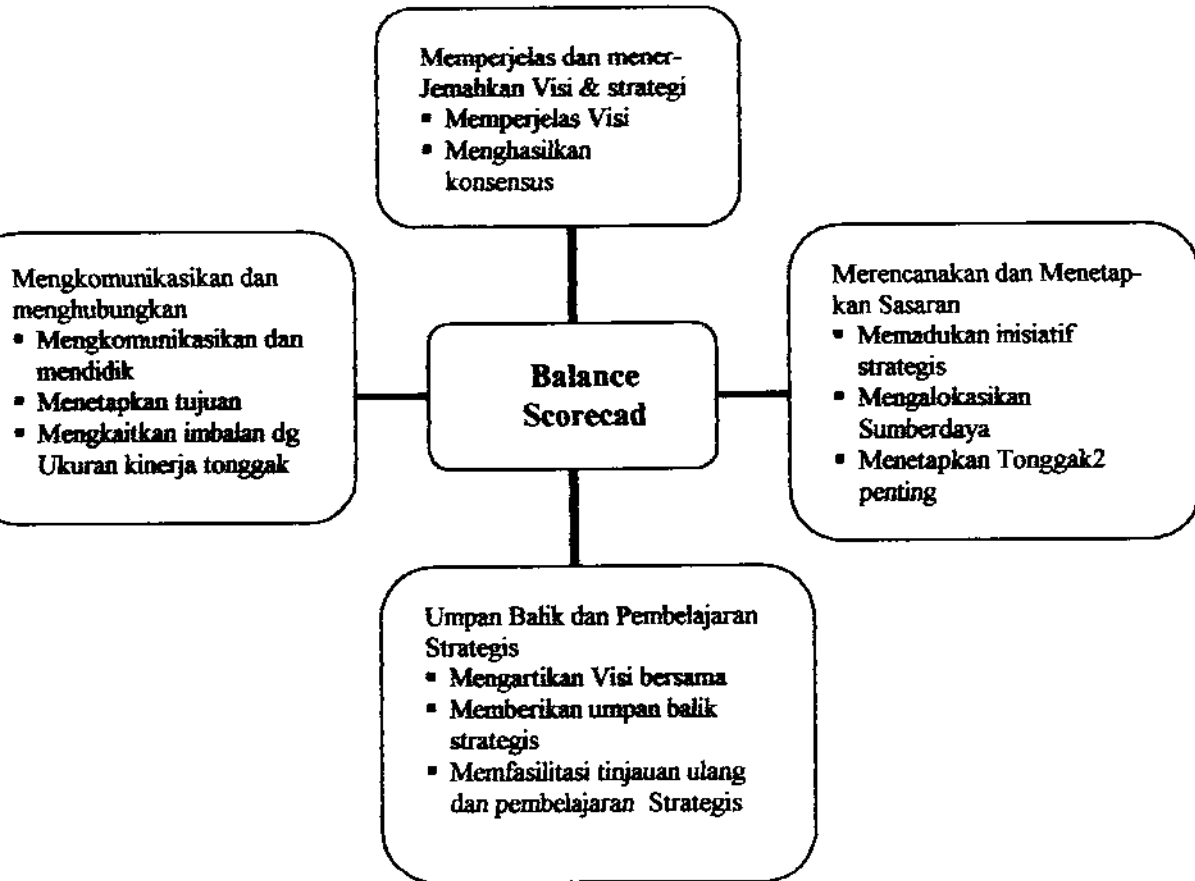 Memperjelas dan mener-
Jemahkan Visi & strategi
▪ Memperjelas Visi
▪ Menghasilkan
konsensus
Mengkomunikasikan dan
menghubungkan
▪ Mengkomunikasikan dan
mendidik
▪ Menetapkan tujuan
▪ Mengkaitkan imbalan dg
Ukuran kinerja tonggak
Balance
Scorecad
Merencanakan dan Menetap-
kan Sasaran
▪ Memadukan inisiatif
strategis
▪ Mengalokasikan
Sumberdaya
▪ Menetapkan Tonggak2
penting
Umpan Balik dan Pembelajaran
Strategis
▪ Mengartikan Visi bersama
▪ Memberikan umpan balik
strategis
▪ Memfasilitasi tinjauan ulang
dan pembelajaran Strategis